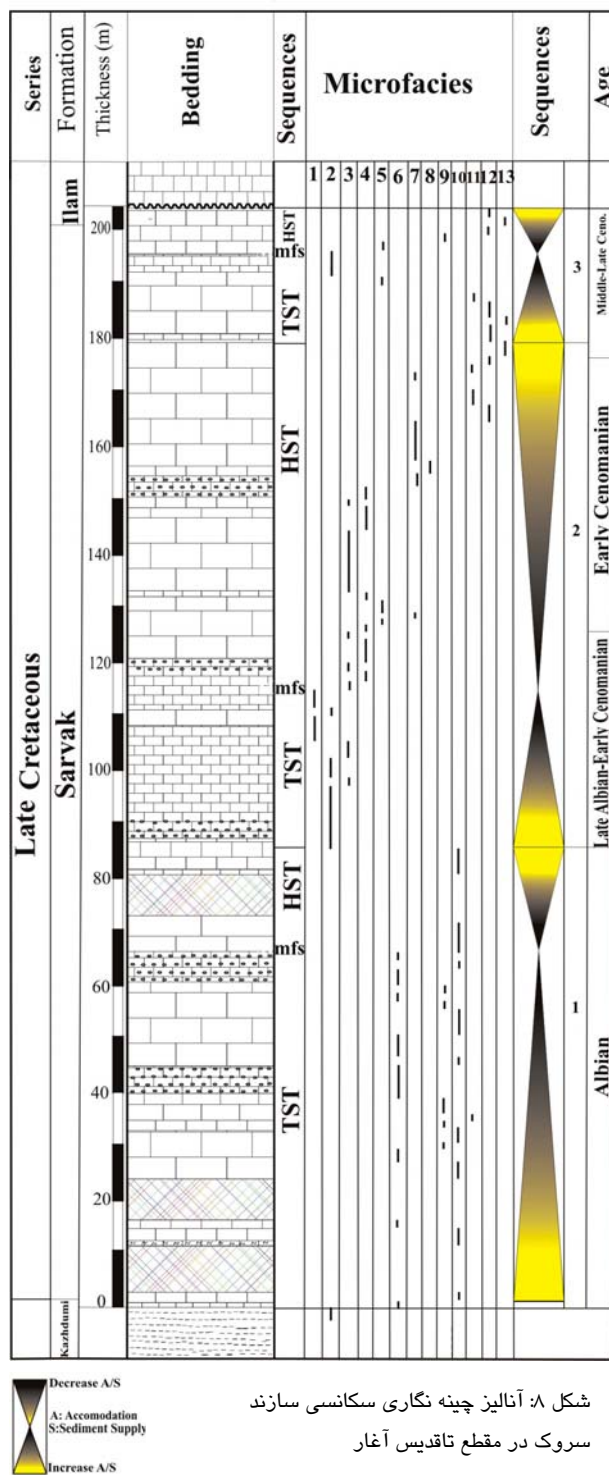 Series
Formation
Thickness (m)
Bedding
Sequences
Microfacies
Sequences
Age
1 2 3 4 5 6 7 8 9 10 11 12 13
Late Cretaceous
Ilam
Sarvak
Kazhdumi
200
180
160
140
120
100
80
60
40
20
0
HST
mfs
TST
HST
mfs
TST
HST
mfs
TST
3
2
1
Middle-Late Ceno.
Early Cenomanian
Late Albian-Early Cenomanian
Albian
Decrease A/S
A: Accomodation
S:Sediment Supply
Increase A/S
شکل ۸: آنالیز چینه نگاری سکانسی سازند
سروک در مقطع تاقدیس آغار